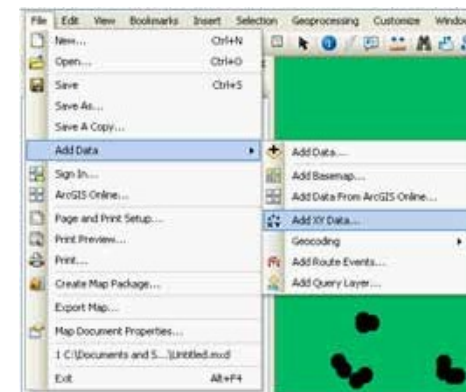 File Edit View Bookmarks Insert Selection Geoprocessing Customize Window
New... Ctrl+N
Open... Ctrl+O
Save Ctrl+S
Save As...
Save A Copy...
Add Data
Sign In...
ArcGIS Online...
Page and Print Setup...
Print Preview...
Print...
Create Map Package...
Export Map...
Map Document Properties...
1 C:\Documents and S...\Untitled.mxd
Exit Alt+F4
Add Data...
Add Basemap...
Add Data From ArcGIS Online...
Add XY Data...
Geocoding
Add Route Events...
Add Query Layer...